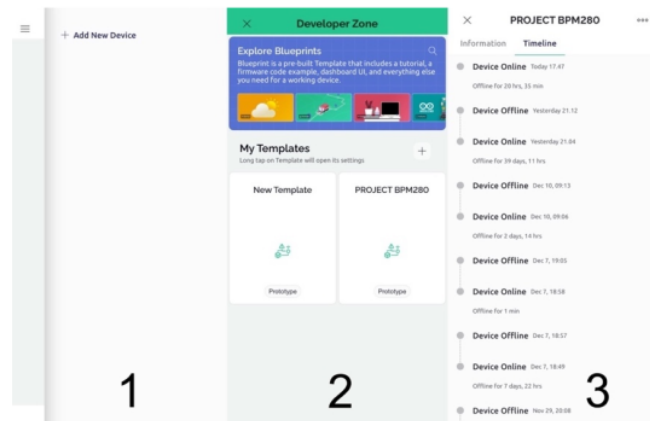 + Add New Device
1
Developer Zone
Explore Blueprints
Blueprint is a pre-built Template that includes a tutorial, a
firmware code example, dashboard UI, and everything else
you need for a working device.
My Templates
Long tap on Template will open its settings
New Template
PROJECT BPM280
Prototype
Prototype
2
PROJECT BPM280
Information Timeline
Device Online Today 17.47
Offline for 20 hrs, 35 min
Device Offline Yesterday 21.12
Device Online Yesterday 21.04
Offline for 39 days, 11 hrs
Device Offline Dec 10, 09:13
Device Online Dec 10, 09:06
Offline for 2 days, 14 hrs
Device Offline Dec 7, 19:05
Device Online Dec 7, 18:58
Offline for 1 min
Device Offline Dec 7, 18:57
Device Online Dec 7, 18:49
Offline for 7 days, 22 hrs
Device Offline Nov 29, 20:08
3